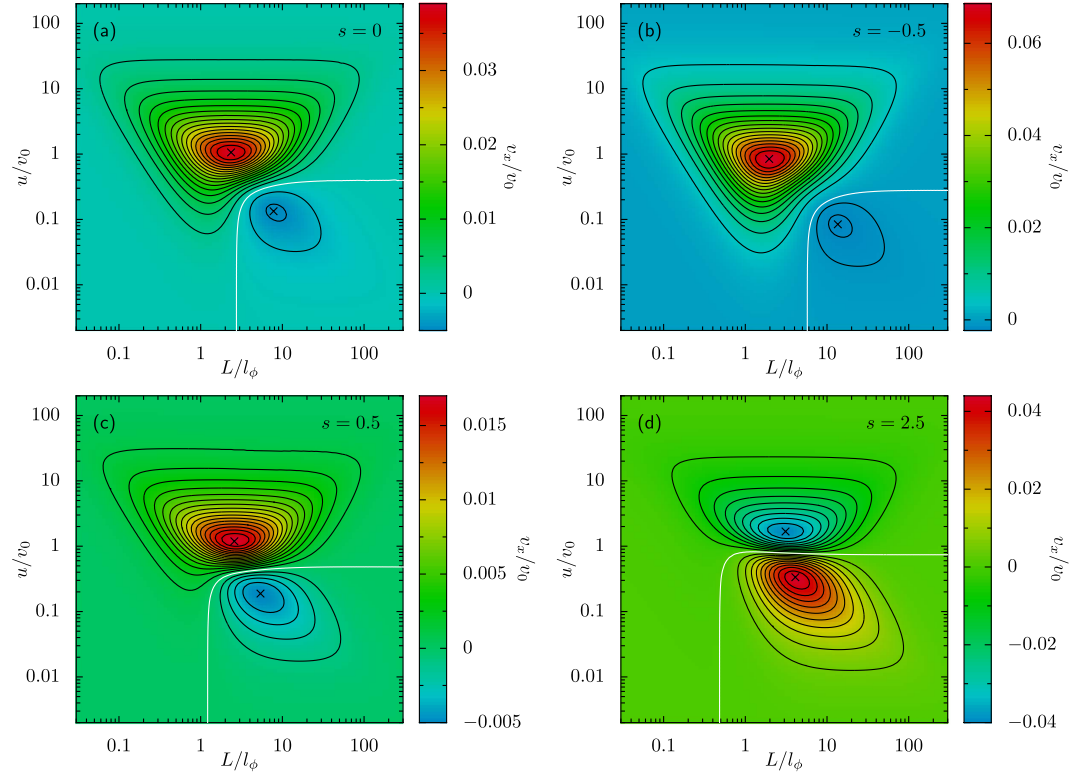 (a)
s = 0
100
10
1
0.1
0.01
u/v₀
0.1
1
10
100
L/lϕ
0.03
0.02
0.01
0
vₓ/v₀
(b)
s = −0.5
100
10
1
0.1
0.01
u/v₀
0.1
1
10
100
L/lϕ
0.06
0.04
0.02
0
vₓ/v₀
(c)
s = 0.5
100
10
1
0.1
0.01
u/v₀
0.1
1
10
100
L/lϕ
0.015
0.01
0.005
0
−0.005
vₓ/v₀
(d)
s = 2.5
100
10
1
0.1
0.01
u/v₀
0.1
1
10
100
L/lϕ
0.04
0.02
0
−0.02
−0.04
vₓ/v₀